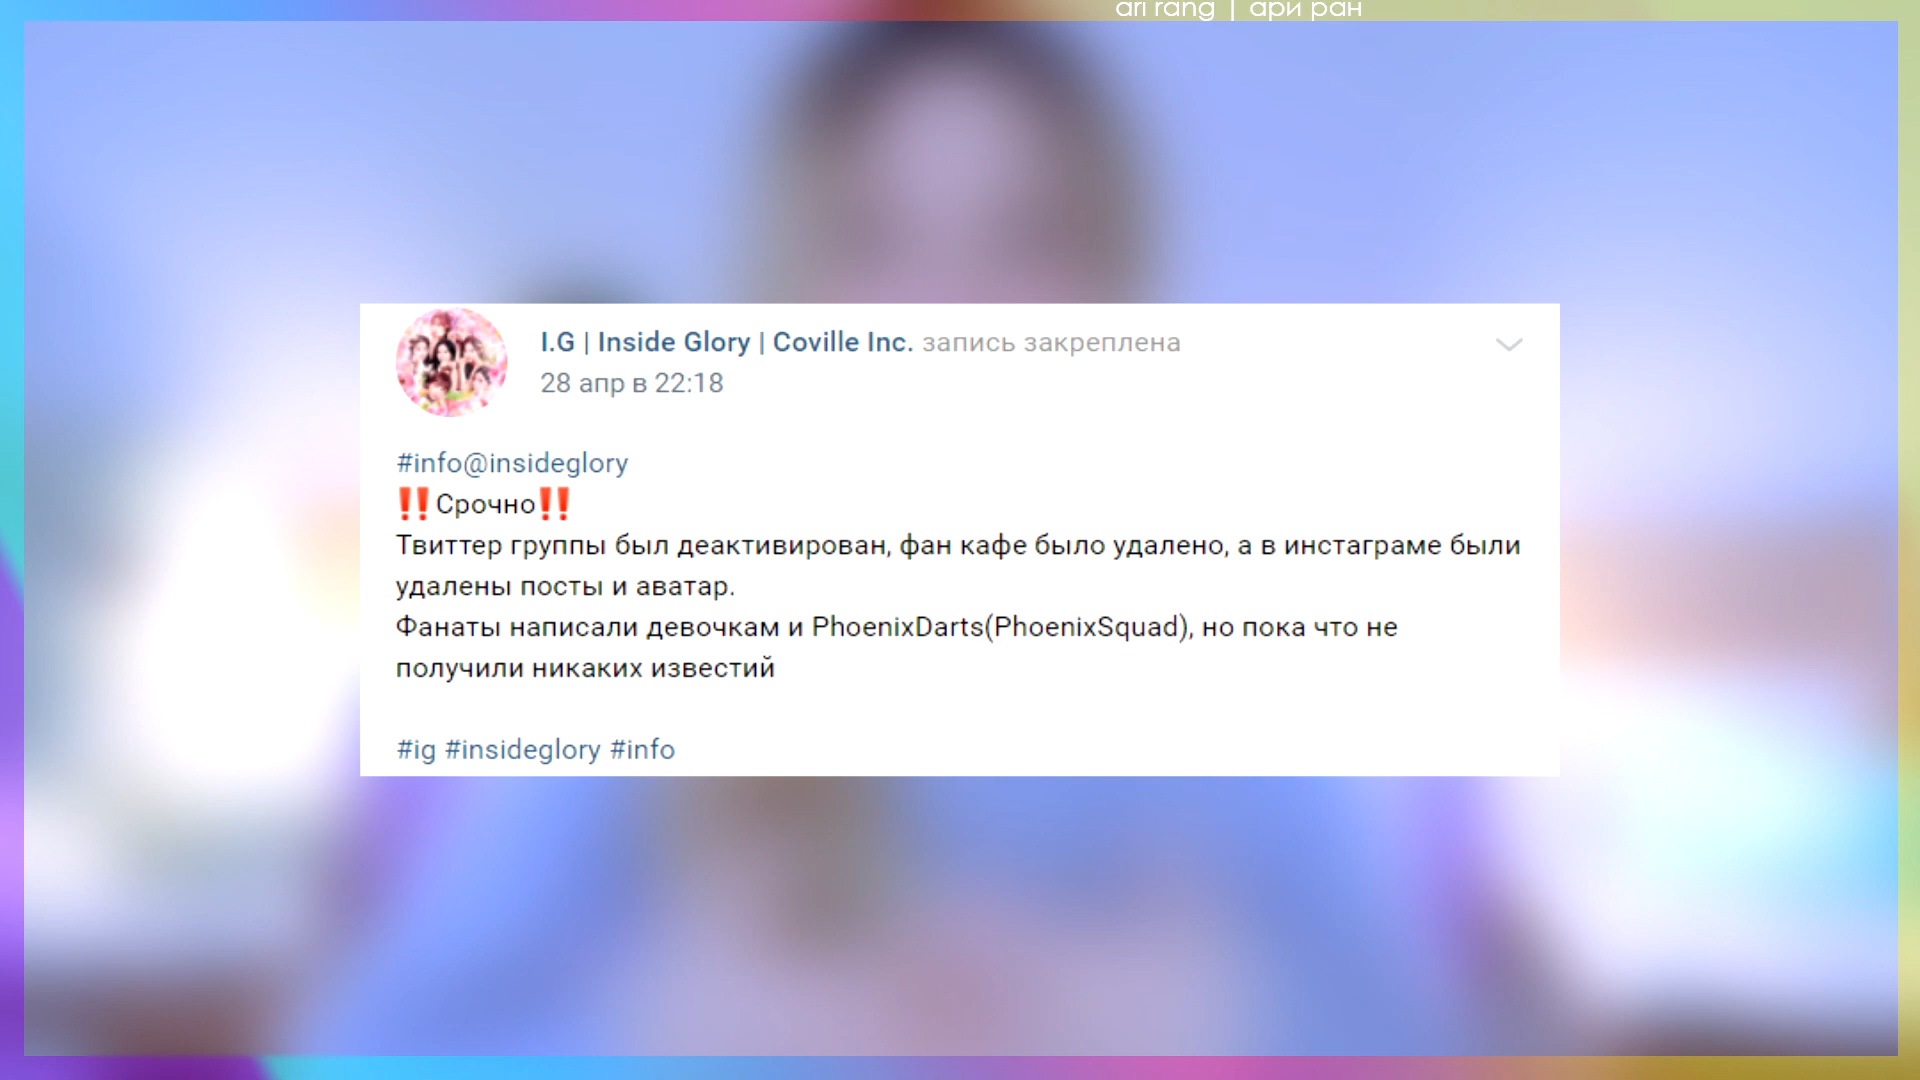 ari rang | ари ран
I.G | Inside Glory | Coville Inc. запись закреплена
28 апр в 22:18
#info@insideglory
‼️Срочно‼️
Твиттер группы был деактивирован, фан кафе было удалено, а в инстаграме были
удалены посты и аватар.
Фанаты написали девочкам и PhoenixDarts(PhoenixSquad), но пока что не
получили никаких известий
#ig #insideglory #info